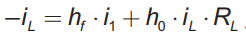 −i_L = h_f · i_1 + h_0 · i_L · R_L .